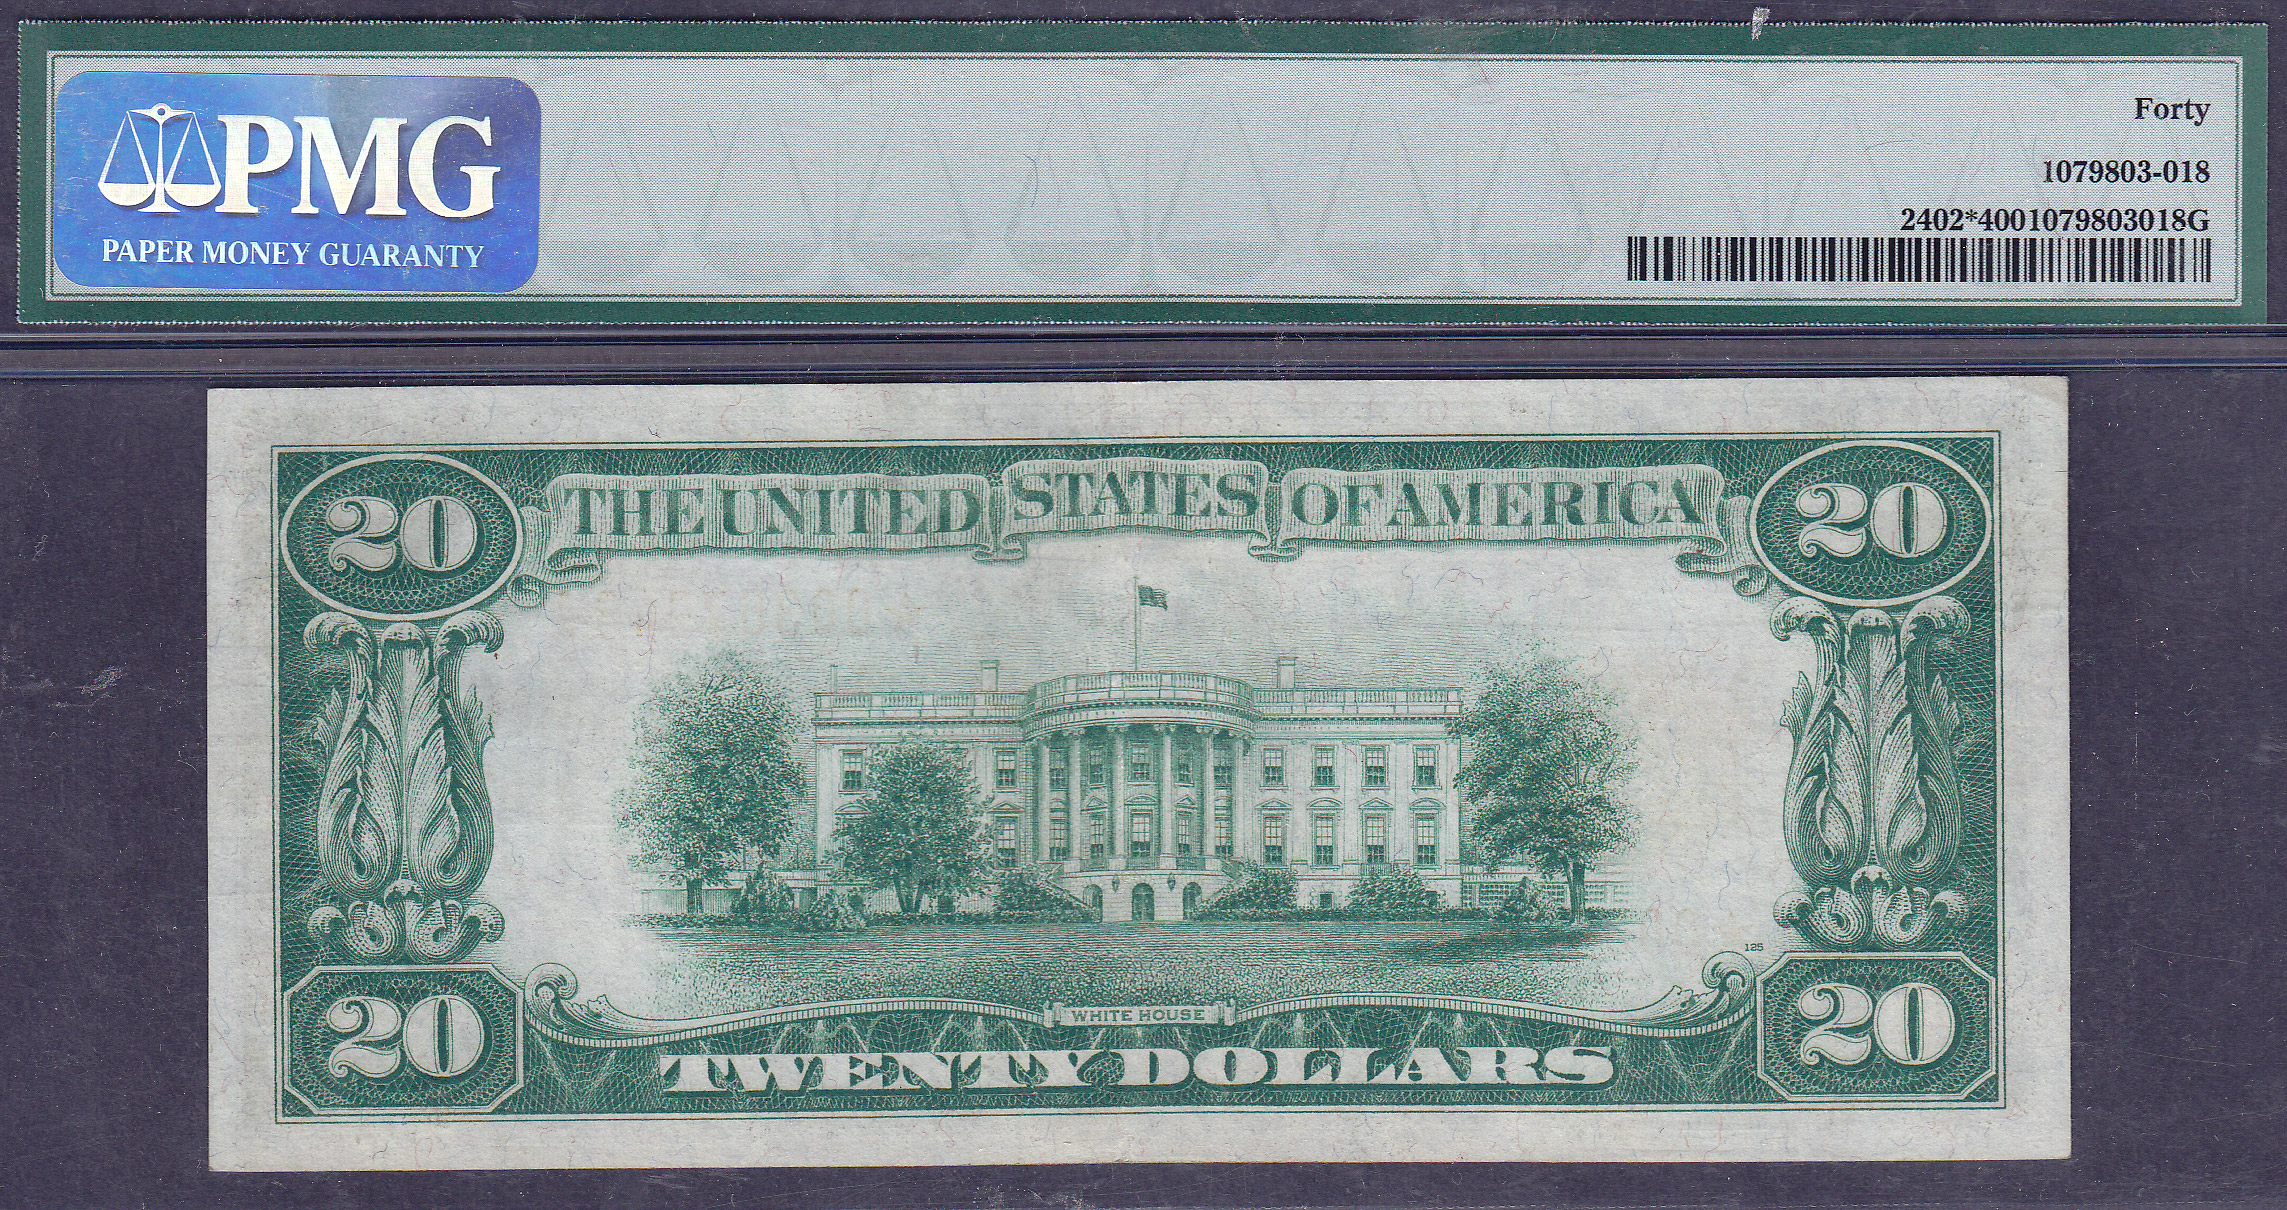 PMG
PAPER MONEY GUARANTY
Forty
1079803-018
2402*4001079803018G
20 THE UNITED STATES OF AMERICA 20
125
20 WHITE HOUSE 20
TWENTY DOLLARS